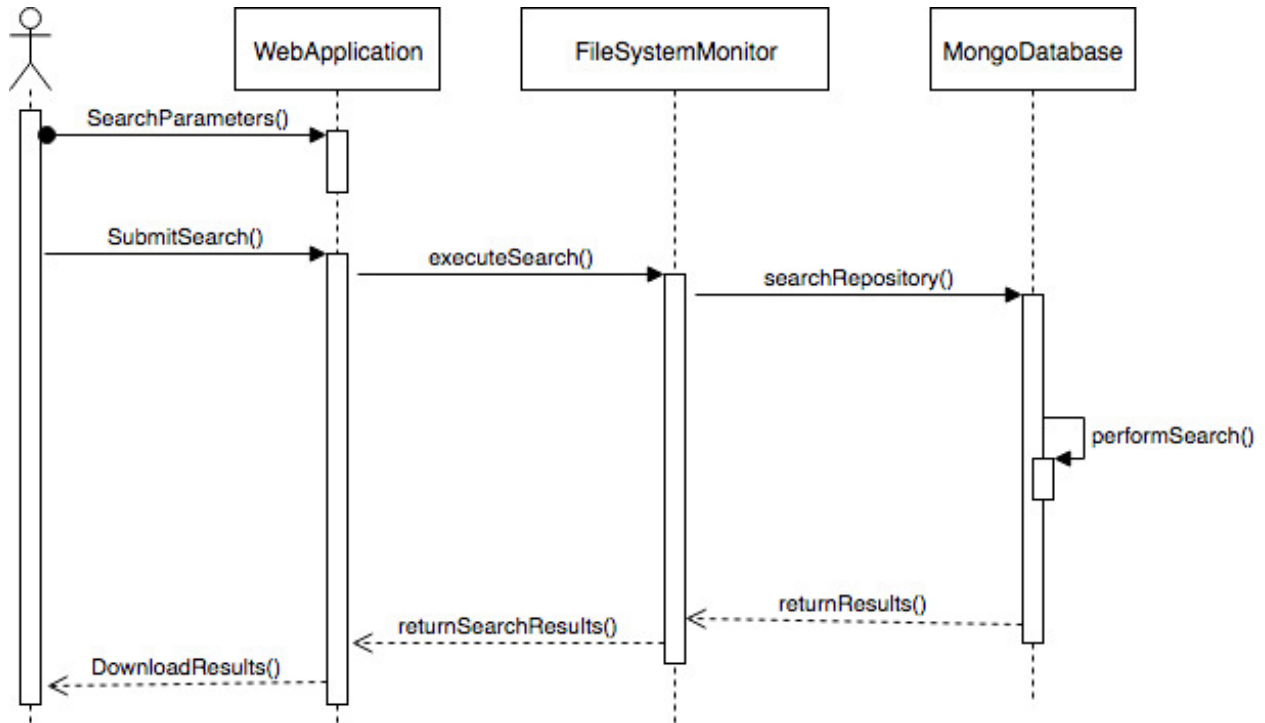 WebApplication
FileSystemMonitor
MongoDatabase
SearchParameters()
SubmitSearch()
executeSearch()
searchRepository()
performSearch()
returnResults()
returnSearchResults()
DownloadResults()